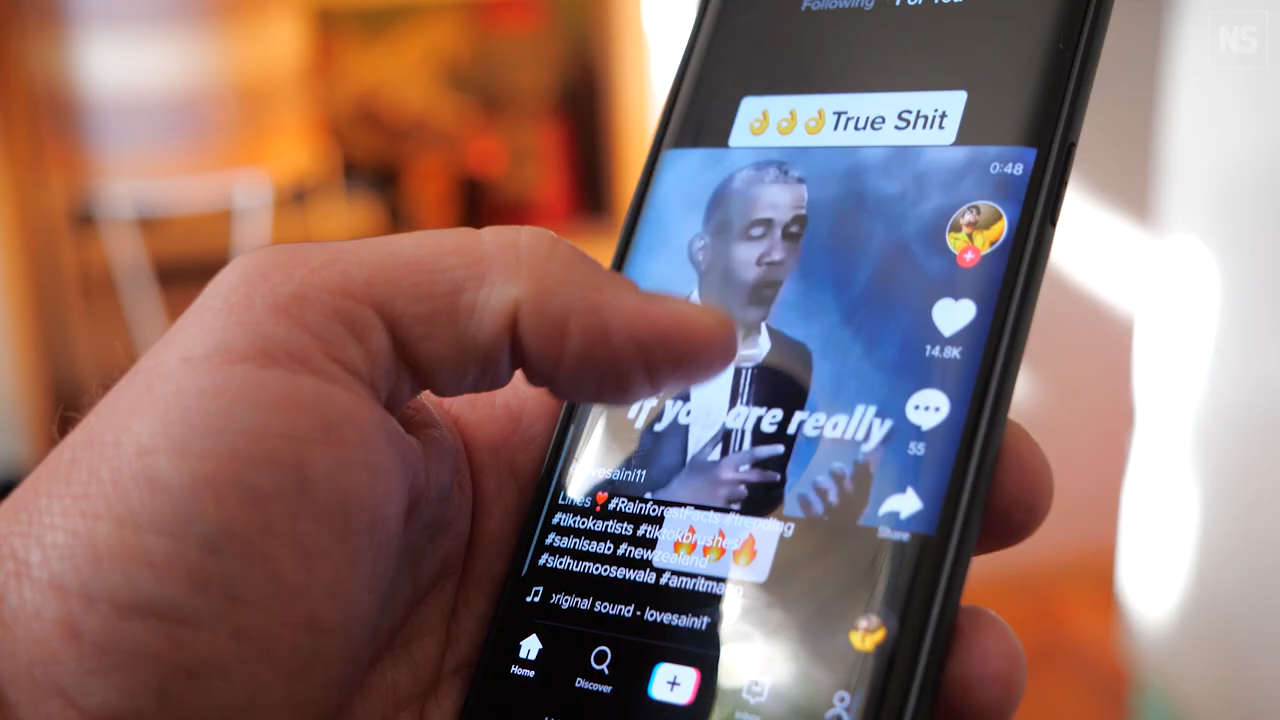 NS
Following For You
👌👌👌True Shit
0:48
14.8K
If you are really
55
lovesaini11
Lines❣️#RainforestFacts #trending
#tiktokartists #tiktokbrushes
#sainisaab #newzealand
#sidhumoosewala #amritmaan
🔥🔥🔥
Share
original sound - lovesaini1
Home
Discover